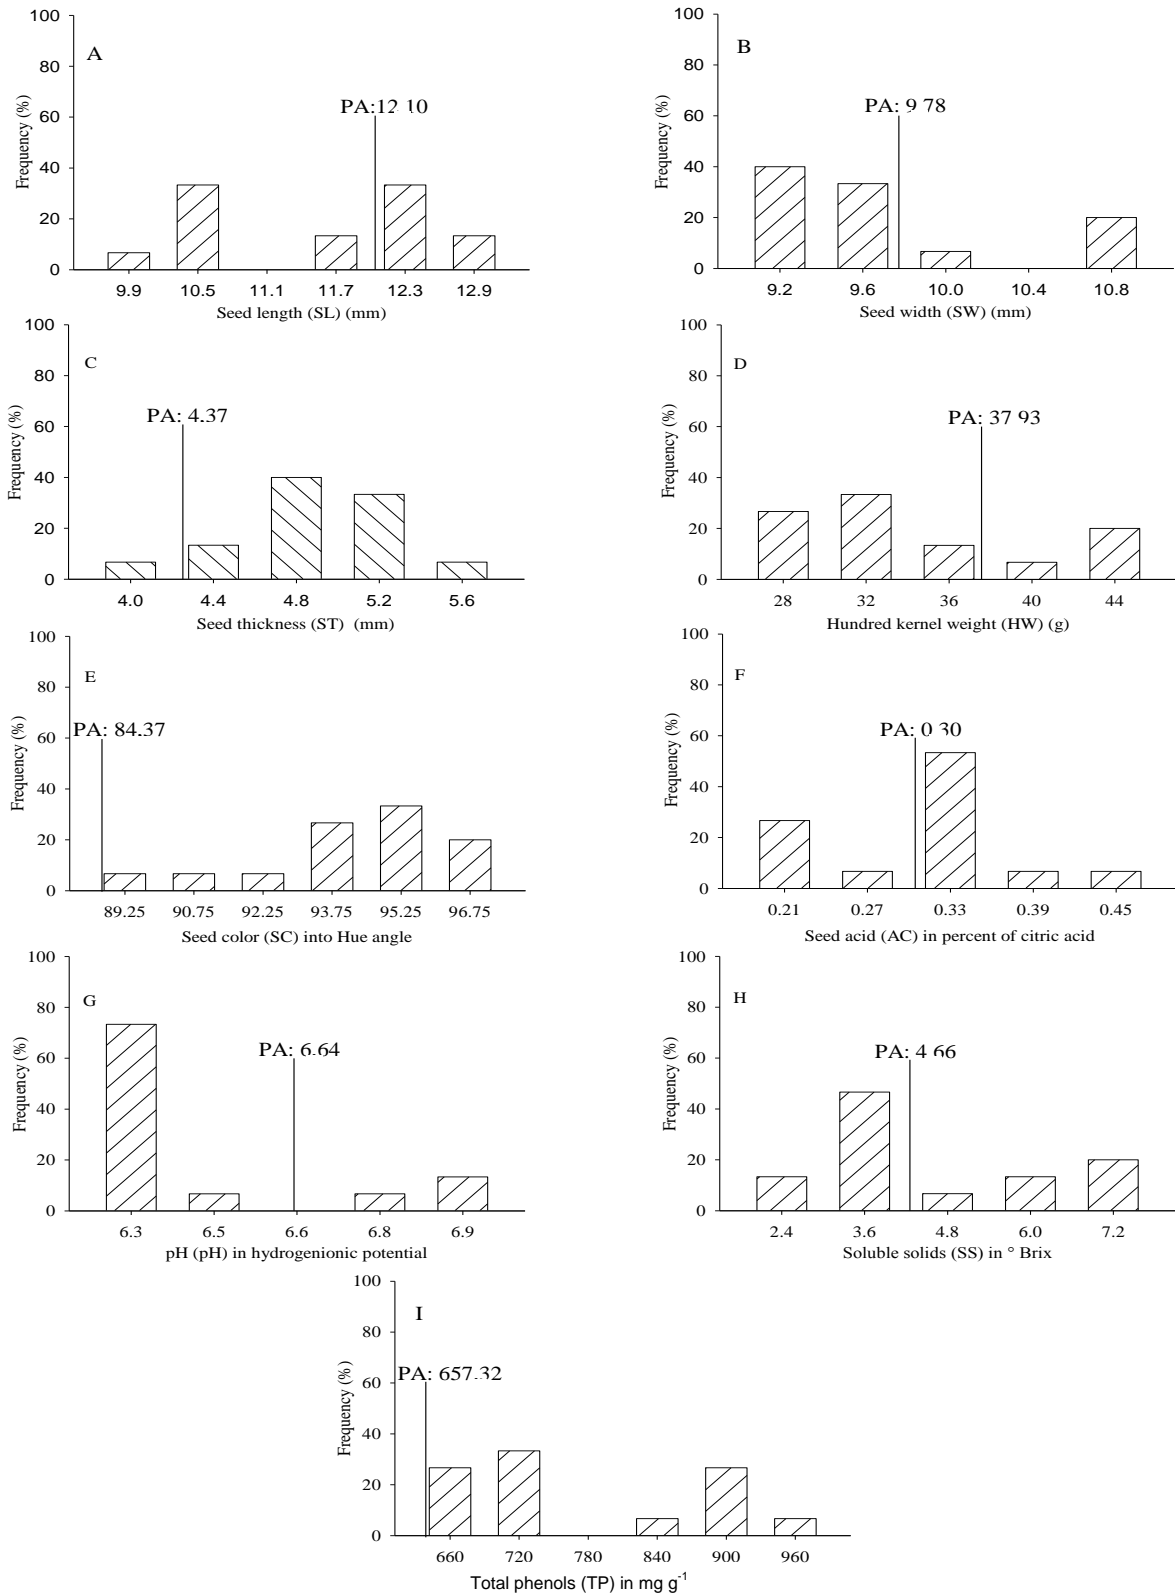 A
PA:12.10
Frequency (%)
100
80
60
40
20
0
9.9 10.5 11.1 11.7 12.3 12.9
Seed length (SL) (mm)
B
PA: 9.78
Frequency (%)
100
80
60
40
20
0
9.2 9.6 10.0 10.4 10.8
Seed width (SW) (mm)
C
PA: 4.37
Frequency (%)
100
80
60
40
20
0
4.0 4.4 4.8 5.2 5.6
Seed thickness (ST) (mm)
D
PA: 37.93
Frequency (%)
100
80
60
40
20
0
28 32 36 40 44
Hundred kernel weight (HW) (g)
E
PA: 84.37
Frequency (%)
100
80
60
40
20
0
89.25 90.75 92.25 93.75 95.25 96.75
Seed color (SC) into Hue angle
F
PA: 0.30
Frequency (%)
100
80
60
40
20
0
0.21 0.27 0.33 0.39 0.45
Seed acid (AC) in percent of citric acid
G
PA: 6.64
Frequency (%)
100
80
60
40
20
0
6.3 6.5 6.6 6.8 6.9
pH (pH) in hydrogenionic potential
H
PA: 4.66
Frequency (%)
100
80
60
40
20
0
2.4 3.6 4.8 6.0 7.2
Soluble solids (SS) in ° Brix
I
PA: 657.32
Frequency (%)
100
80
60
40
20
0
660 720 780 840 900 960
Total phenols (TP) in mg g⁻¹